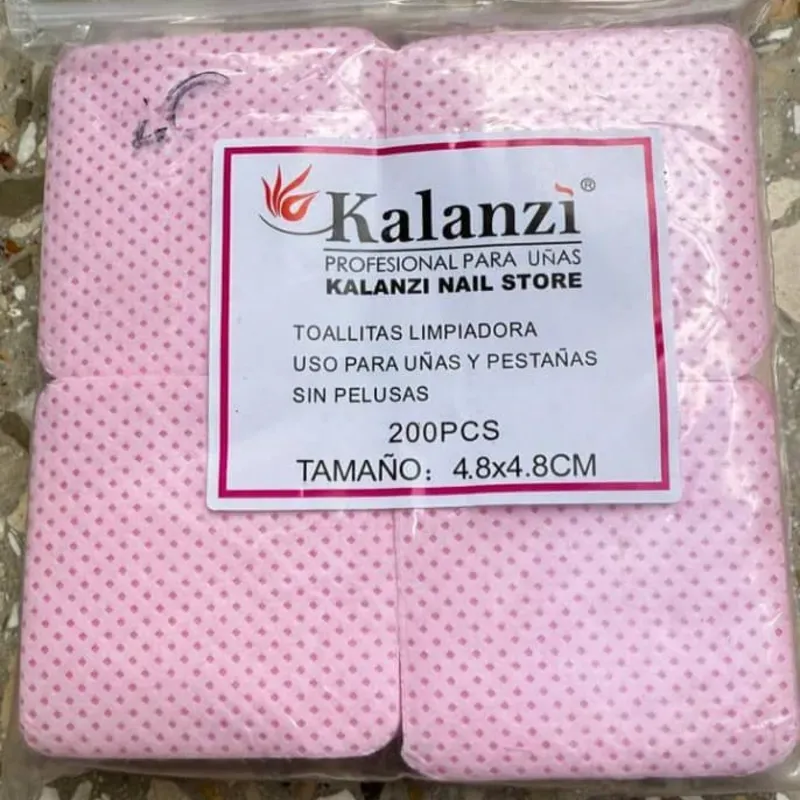 Kalanzì®
PROFESIONAL PARA UÑAS
KALANZI NAIL STORE
TOALLITAS LIMPIADORA
USO PARA UÑAS Y PESTAÑAS
SIN PELUSAS
200PCS
TAMAÑO: 4.8x4.8CM